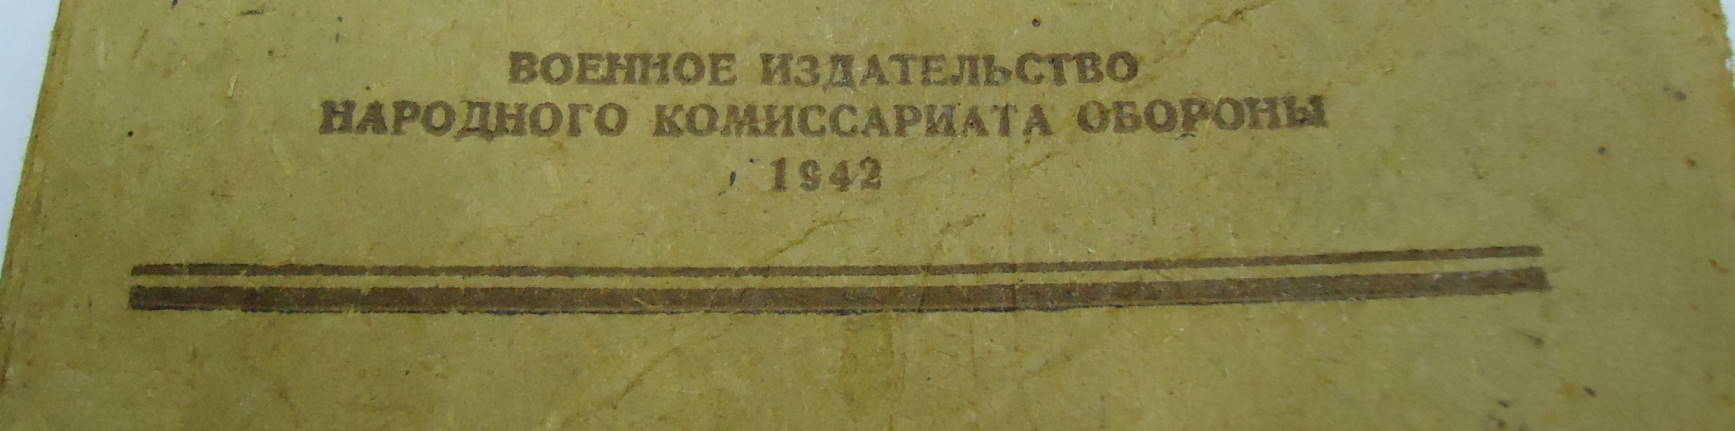 ВОЕННОЕ ИЗДАТЕЛЬСТВО
НАРОДНОГО КОМИССАРИАТА ОБОРОНЫ
1942